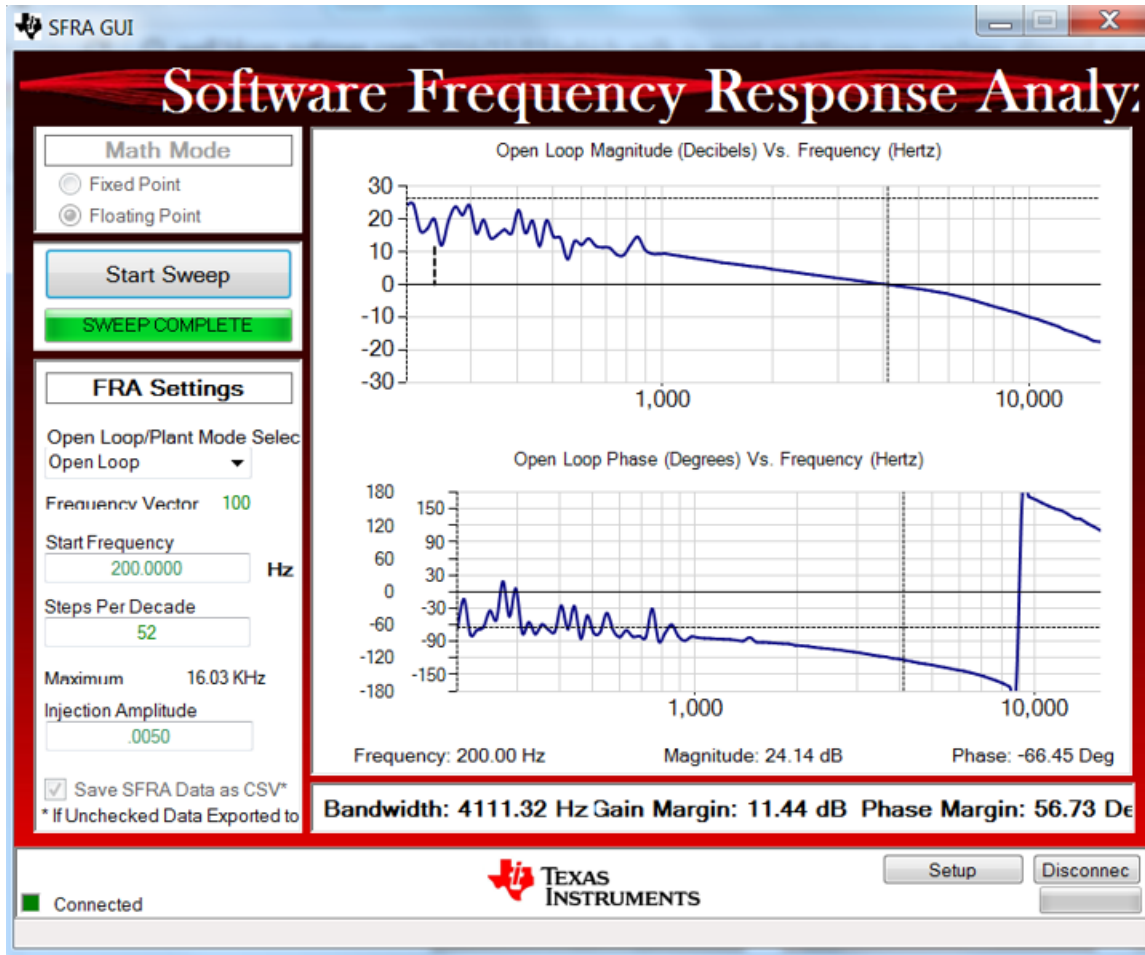 SFRA GUI
Software Frequency Response Analy
Math Mode
Fixed Point
Floating Point
Start Sweep
SWEEP COMPLETE
FRA Settings
Open Loop/Plant Mode Selec
Open Loop
Frequency Vector 100
Start Frequency
200.0000 Hz
Steps Per Decade
52
Maximum 16.03 KHz
Injection Amplitude
.0050
Save SFRA Data as CSV*
* If Unchecked Data Exported to
Open Loop Magnitude (Decibels) Vs. Frequency (Hertz)
30
20
10
0
-10
-20
-30
1,000 10,000
Open Loop Phase (Degrees) Vs. Frequency (Hertz)
180
150
120
90
60
30
0
-30
-60
-90
-120
-150
-180
1,000 10,000
Frequency: 200.00 Hz Magnitude: 24.14 dB Phase: -66.45 Deg
Bandwidth: 4111.32 Hz Gain Margin: 11.44 dB Phase Margin: 56.73 De
Connected
TEXAS
INSTRUMENTS
Setup Disconnec